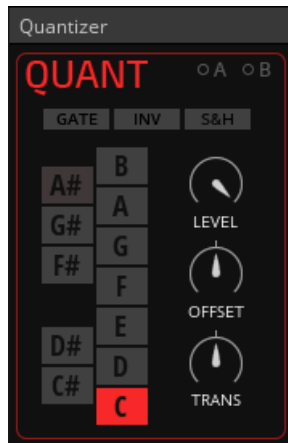 Quantizer
QUANT A B
GATE INV S&H
B
A#
A
G#
G
F#
F
E
D#
D
C#
C
LEVEL
OFFSET
TRANS